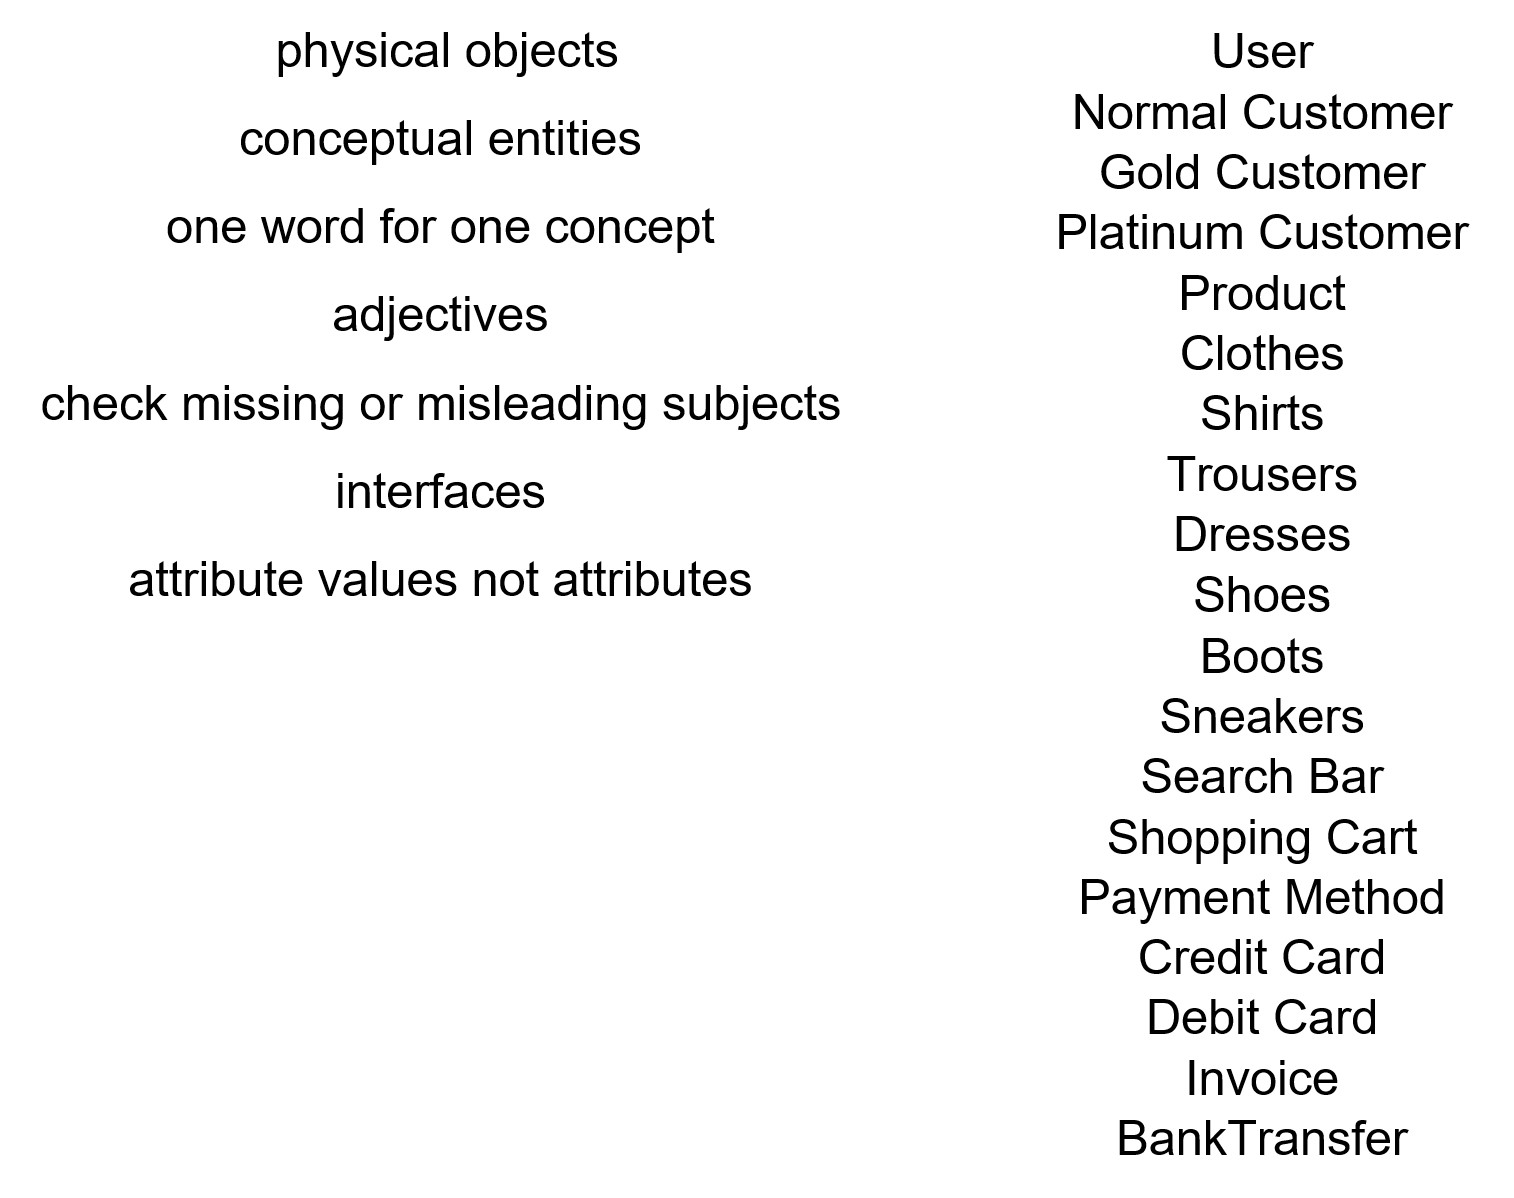 physical objects
conceptual entities
one word for one concept
adjectives
check missing or misleading subjects
interfaces
attribute values not attributes
User
Normal Customer
Gold Customer
Platinum Customer
Product
Clothes
Shirts
Trousers
Dresses
Shoes
Boots
Sneakers
Search Bar
Shopping Cart
Payment Method
Credit Card
Debit Card
Invoice
BankTransfer